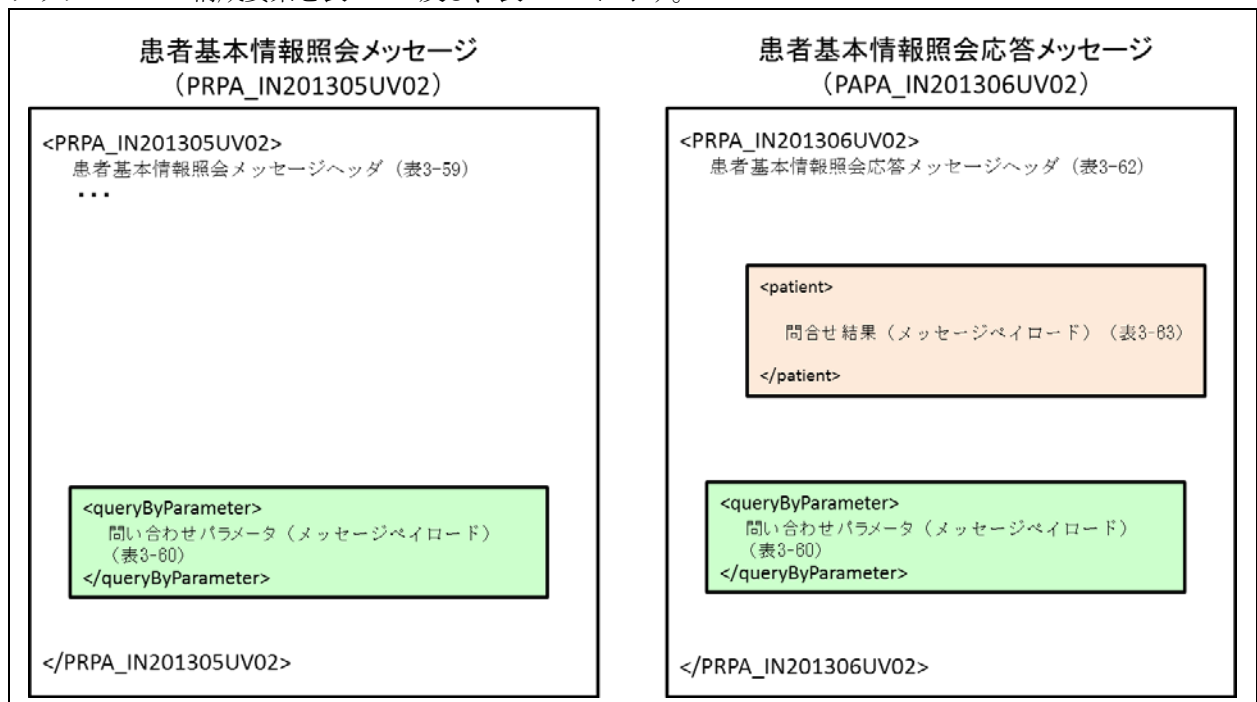 患者基本情報照会メッセージ
（PRPA_IN201305UV02）
<PRPA_IN201305UV02>
患者基本情報照会メッセージヘッダ（表3-59）
・・・
<queryByParameter>
問い合わせパラメータ（メッセージペイロード）
（表3-60）
</queryByParameter>
</PRPA_IN201305UV02>
患者基本情報照会応答メッセージ
（PAPA_IN201306UV02）
<PRPA_IN201306UV02>
患者基本情報照会応答メッセージヘッダ（表3-62）
<patient>
問合せ結果（メッセージペイロード）（表3-63）
</patient>
<queryByParameter>
問い合わせパラメータ（メッセージペイロード）
（表3-60）
</queryByParameter>
</PRPA_IN201306UV02>